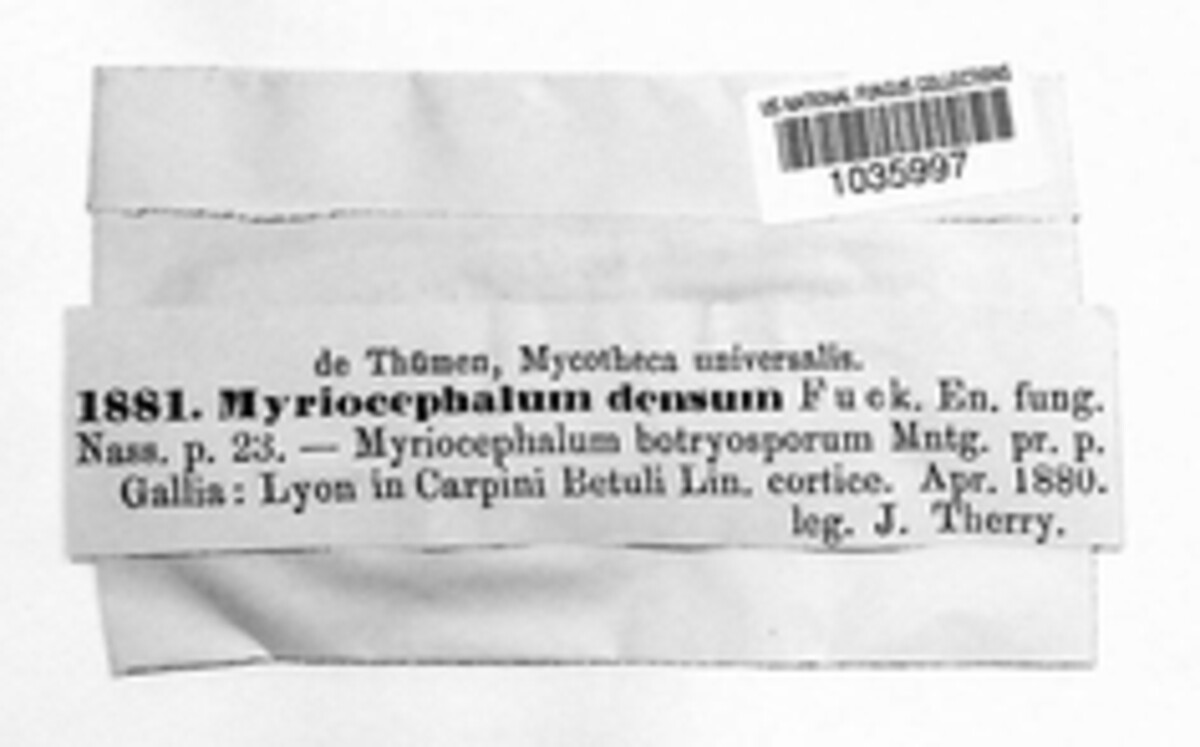 US NATIONAL FUNGUS COLLECTIONS
1035997
de Thümen, Mycotheca universalis.
1881. Myriocephalum densum Fuck. En. fung.
Nass. p. 23. — Myriocephalum botryosporum Mntg. pr. p.
Gallia: Lyon in Carpini Betuli Lin. cortice. Apr. 1880.
leg. J. Therry.